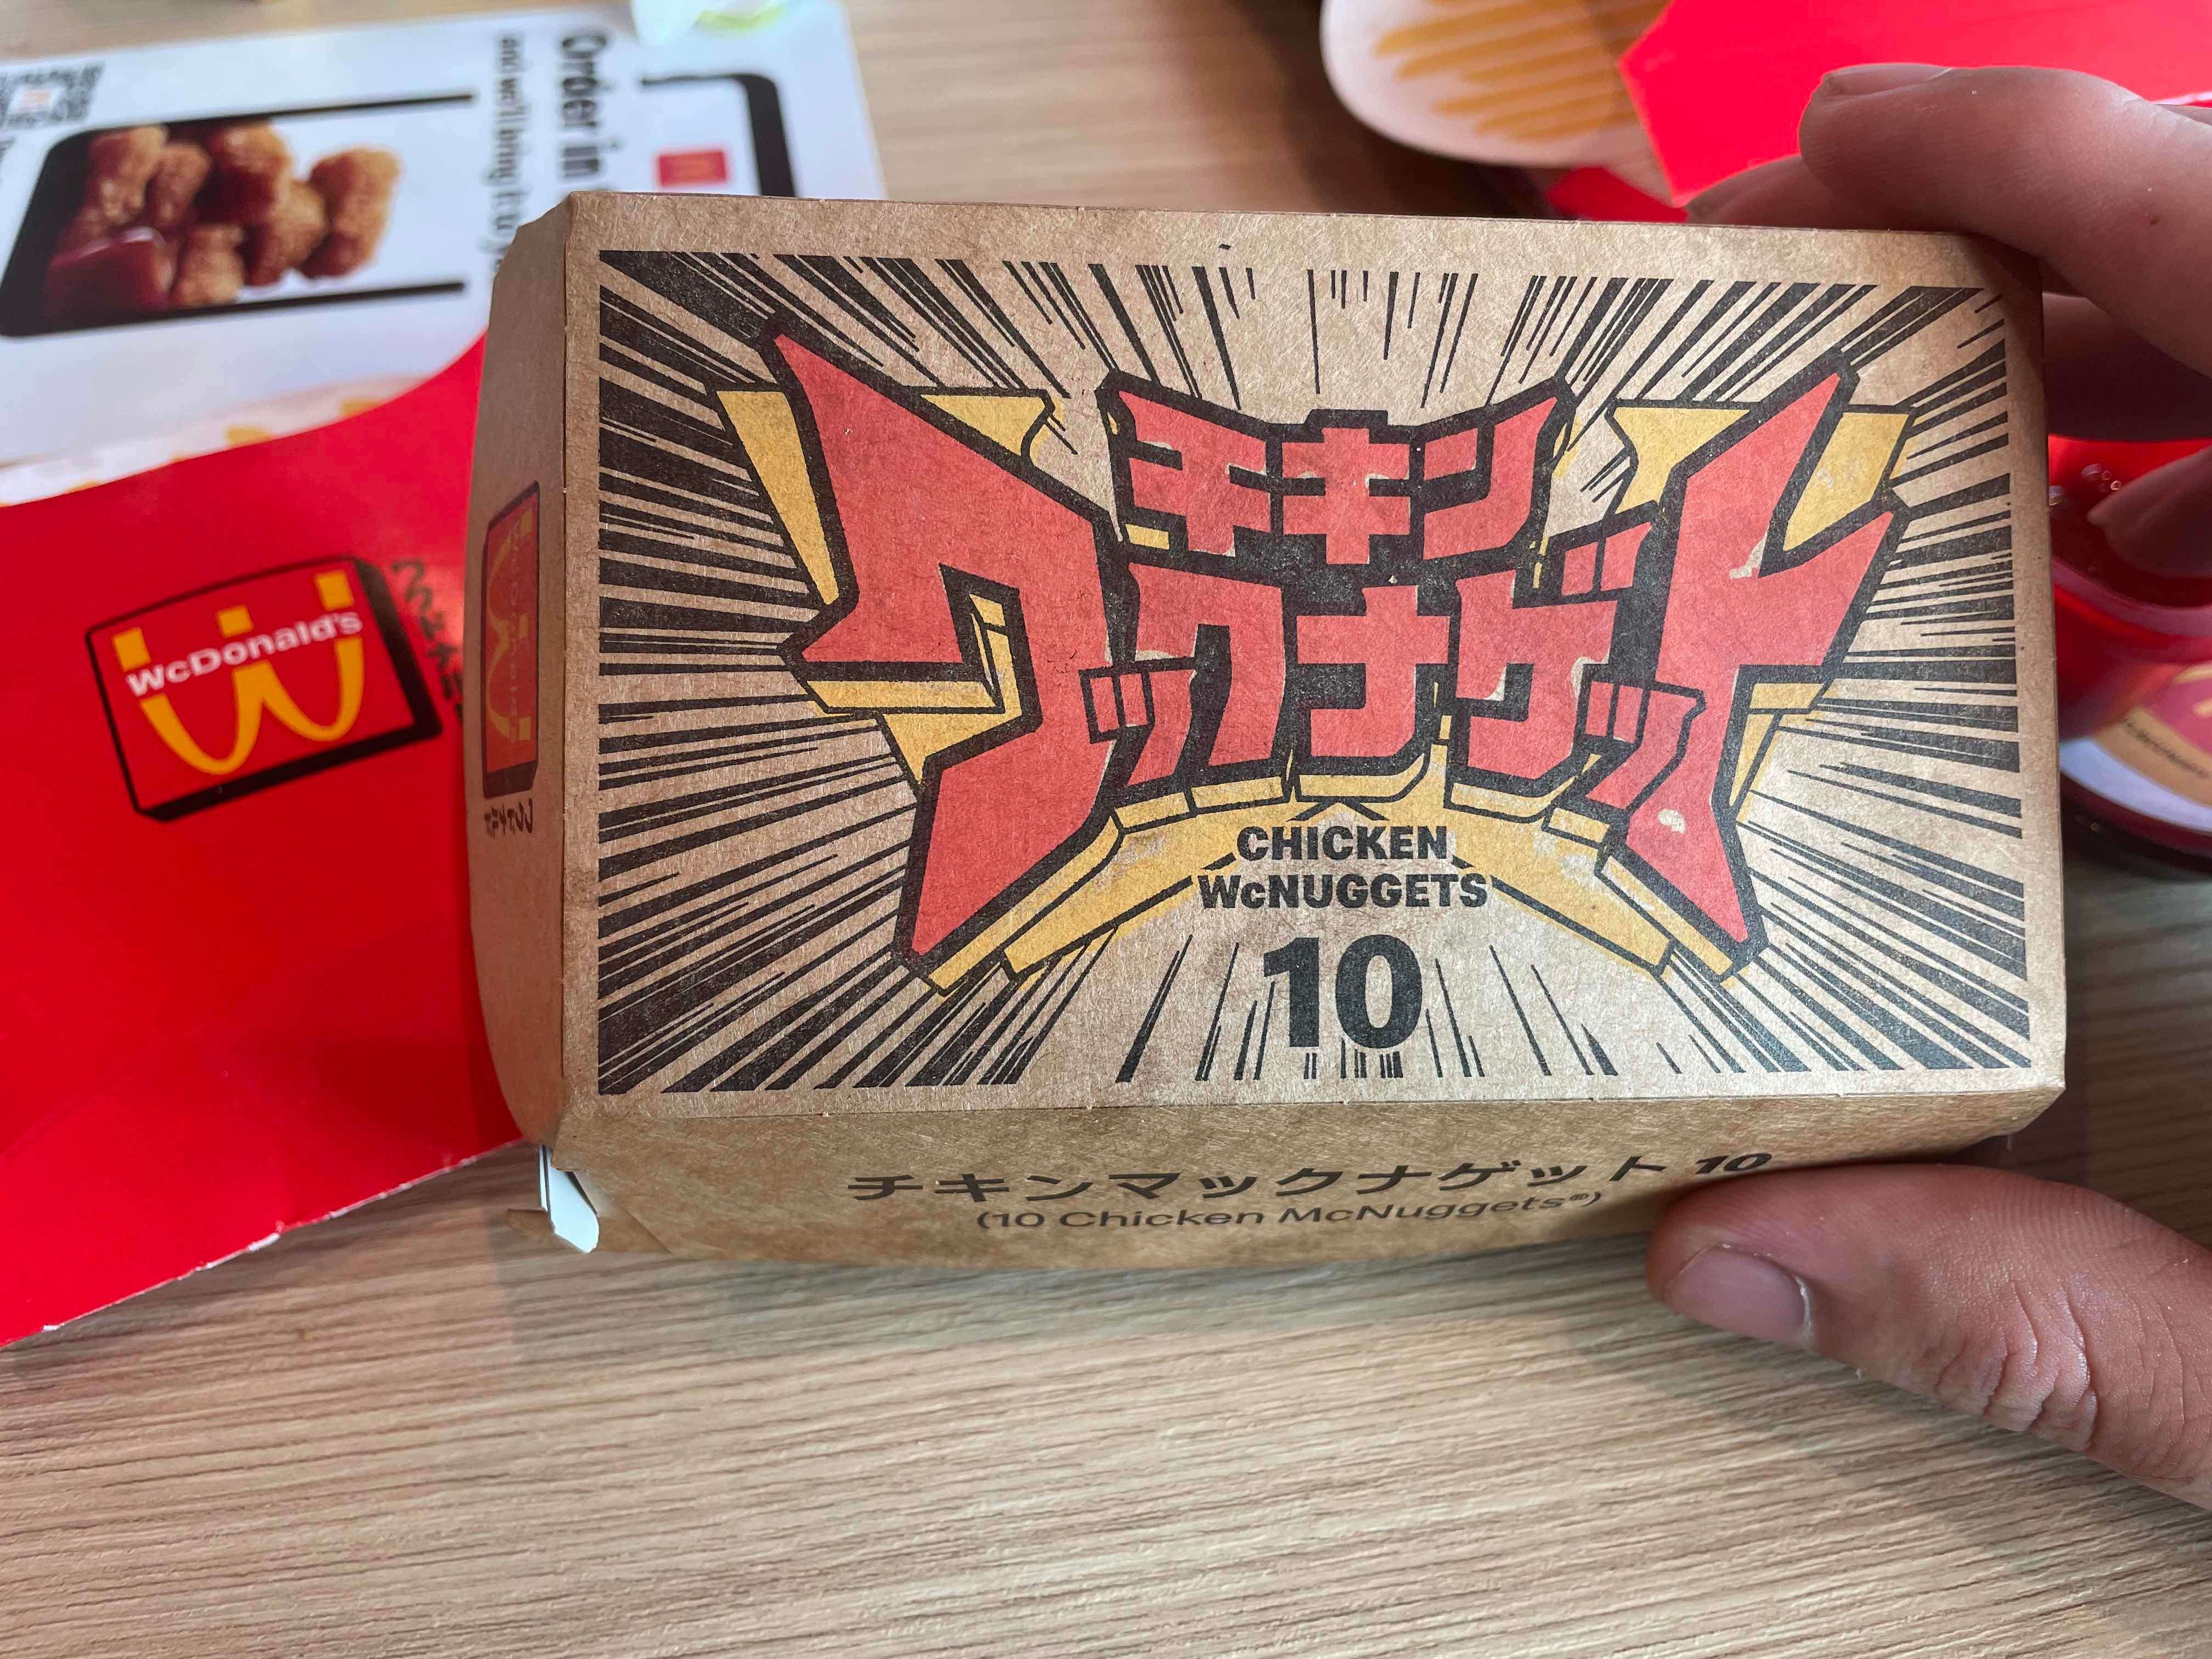 Order in
and we'll bring it to y
WcDonald's
チキン
ワックナゲット
CHICKEN
WcNUGGETS
10
チキンマックナゲット 10
(10 Chicken McNuggets®)